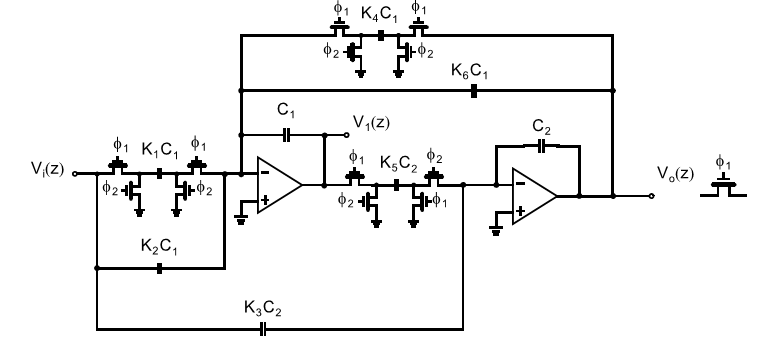 ϕ₁ K₄C₁ ϕ₁
ϕ₂ ϕ₂
K₆C₁
C₁
V₁(z)
C₂
ϕ₁ K₁C₁ ϕ₁
Vᵢ(z)
ϕ₂ ϕ₂
−
+
ϕ₁ K₅C₂ ϕ₂
ϕ₂ ϕ₁
−
+
Vₒ(z)
ϕ₁
K₂C₁
K₃C₂